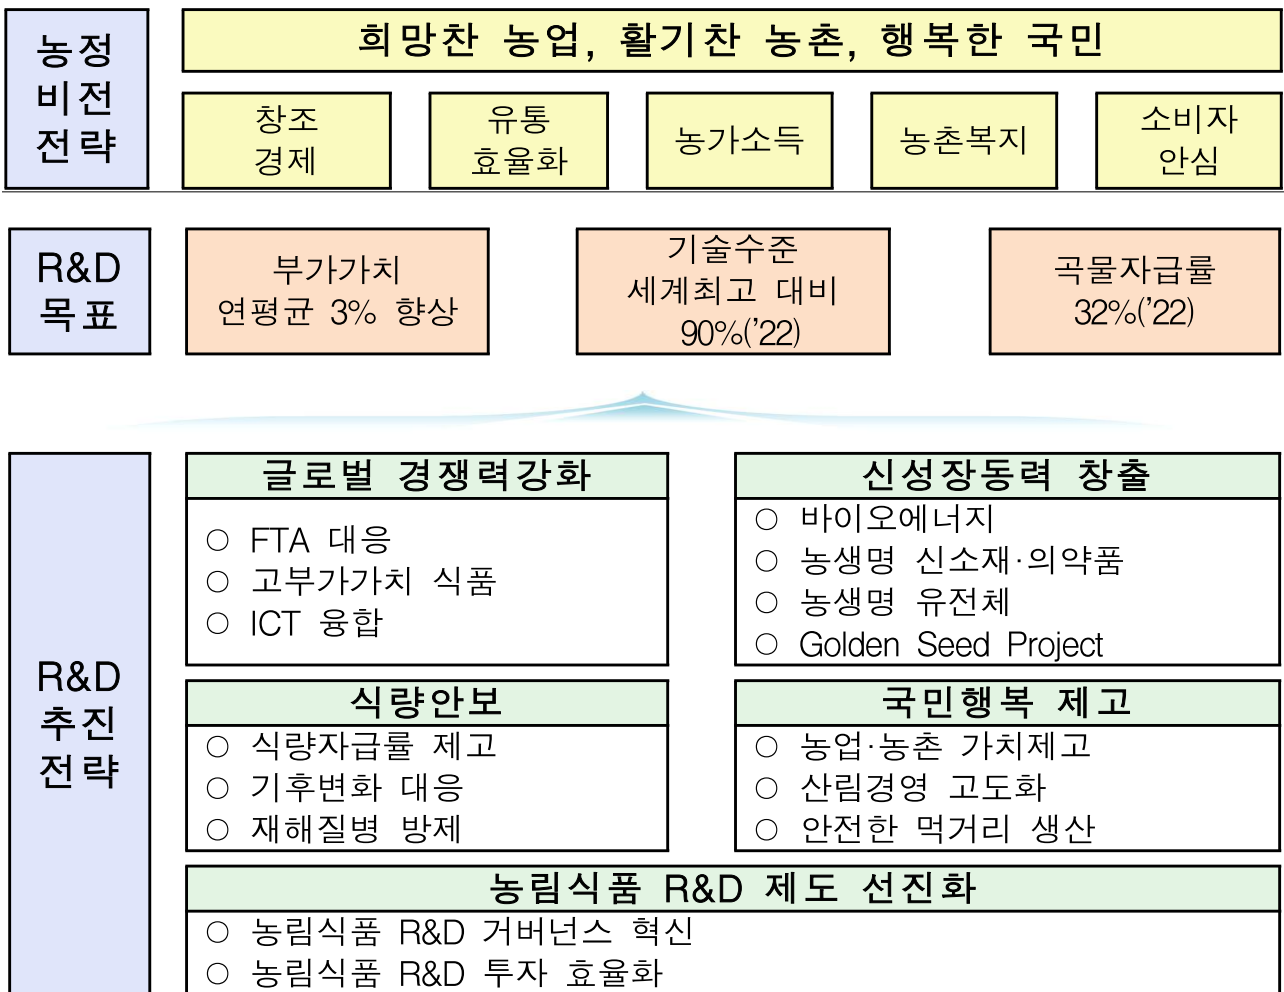 농정
비전
전략
희망찬 농업, 활기찬 농촌, 행복한 국민
창조
경제
유통
효율화
농가소득
농촌복지
소비자
안심
R&D
목표
부가가치
연평균 3% 향상
기술수준
세계최고 대비
90%('22)
곡물자급률
32%('22)
R&D
추진
전략
글로벌 경쟁력강화
○ FTA 대응
○ 고부가가치 식품
○ ICT 융합
신성장동력 창출
○ 바이오에너지
○ 농생명 신소재·의약품
○ 농생명 유전체
○ Golden Seed Project
식량안보
○ 식량자급률 제고
○ 기후변화 대응
○ 재해질병 방제
국민행복 제고
○ 농업·농촌 가치제고
○ 산림경영 고도화
○ 안전한 먹거리 생산
농림식품 R&D 제도 선진화
○ 농림식품 R&D 거버넌스 혁신
○ 농림식품 R&D 투자 효율화